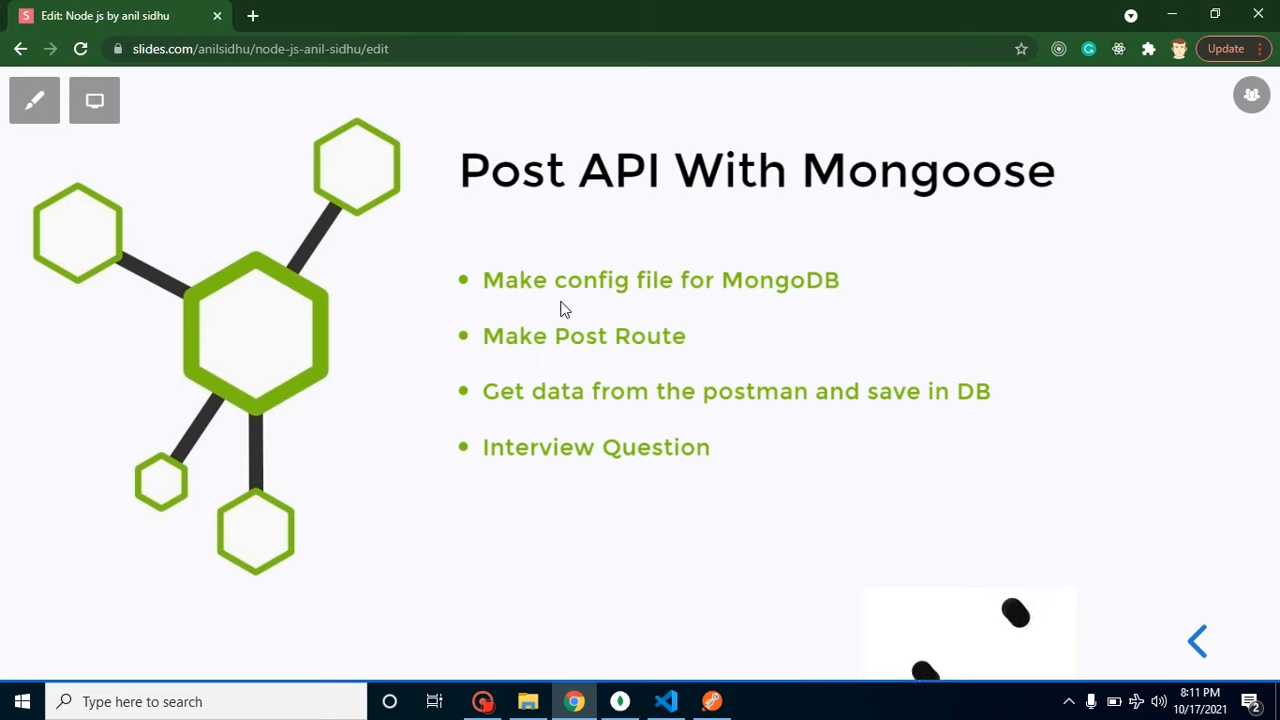 Edit: Node js by anil sidhu
slides.com/anilsidhu/node-js-anil-sidhu/edit
Update
Post API With Mongoose
Make config file for MongoDB
Make Post Route
Get data from the postman and save in DB
Interview Question
Type here to search
8:11 PM
10/17/2021
2